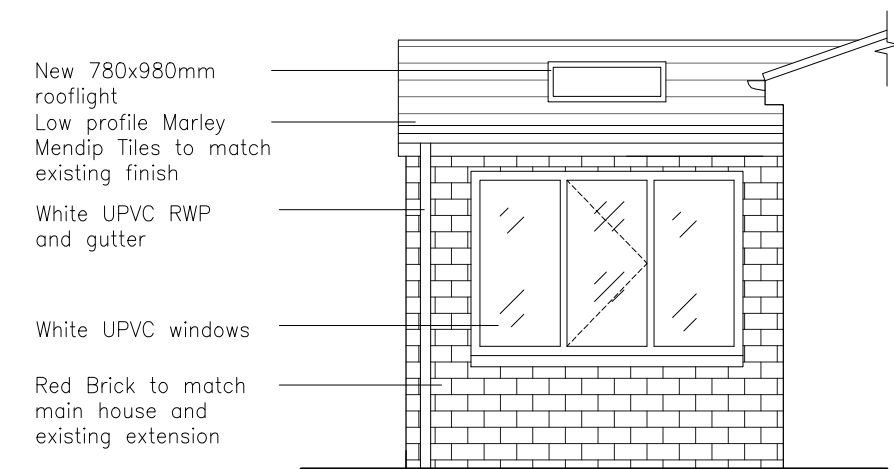 New 780x980mm
rooflight
Low profile Marley
Mendip Tiles to match
existing finish
White UPVC RWP
and gutter
White UPVC windows
Red Brick to match
main house and
existing extension